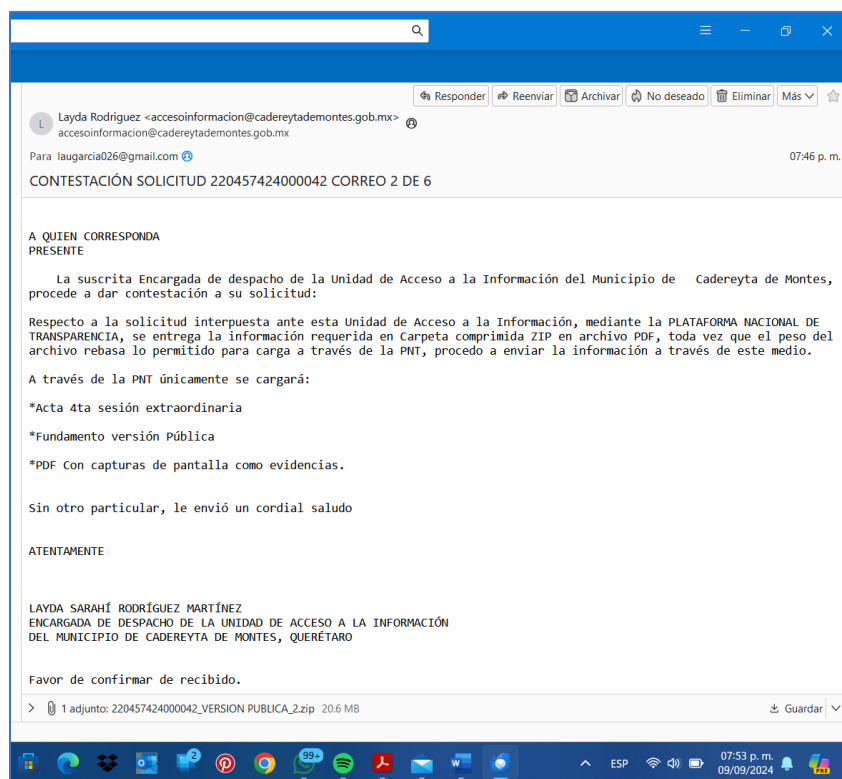 Responder Reenviar Archivar No deseado Eliminar Más
L
Layda Rodriguez <accesoinformacion@cadereytademontes.gob.mx>
accesoinformacion@cadereytademontes.gob.mx
Para laugarcia026@gmail.com 07:46 p. m.
CONTESTACIÓN SOLICITUD 220457424000042 CORREO 2 DE 6
A QUIEN CORRESPONDA
PRESENTE
La suscrita Encargada de despacho de la Unidad de Acceso a la Información del Municipio de Cadereyta de Montes,
procede a dar contestación a su solicitud:
Respecto a la solicitud interpuesta ante esta Unidad de Acceso a la Información, mediante la PLATAFORMA NACIONAL DE
TRANSPARENCIA, se entrega la información requerida en Carpeta comprimida ZIP en archivo PDF, toda vez que el peso del
archivo rebasa lo permitido para carga a través de la PNT, procedo a enviar la información a través de este medio.
A través de la PNT únicamente se cargará:
*Acta 4ta sesión extraordinaria
*Fundamento versión Pública
*PDF Con capturas de pantalla como evidencias.
Sin otro particular, le envió un cordial saludo
ATENTAMENTE
LAYDA SARAHÍ RODRÍGUEZ MARTÍNEZ
ENCARGADA DE DESPACHO DE LA UNIDAD DE ACCESO A LA INFORMACIÓN
DEL MUNICIPIO DE CADEREYTA DE MONTES, QUERÉTARO
Favor de confirmar de recibido.
1 adjunto: 220457424000042_VERSION PUBLICA_2.zip 20.6 MB Guardar
2 99+ ESP 07:53 p. m.
09/09/2024 PRE